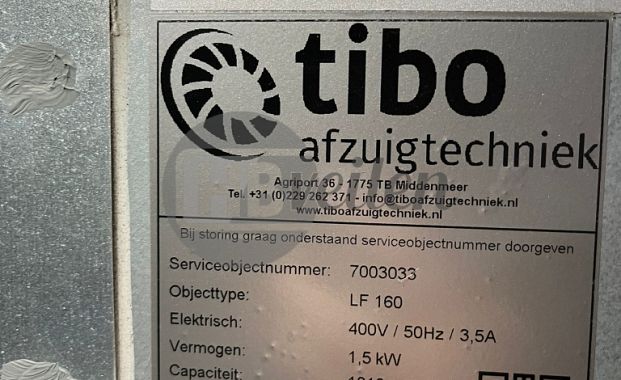 tibo
afzuigtechniek
Agriport 36 - 1775 TB Middenmeer
Tel. +31 (0)229 262 371 - info@tiboafzuigtechniek.nl
www.tiboafzuigtechniek.nl
Bij storing graag onderstaand serviceobjectnummer doorgeven
Serviceobjectnummer: 7003033
Objecttype: LF 160
Elektrisch: 400V / 50Hz / 3,5A
Vermogen: 1,5 kW
Capaciteit: